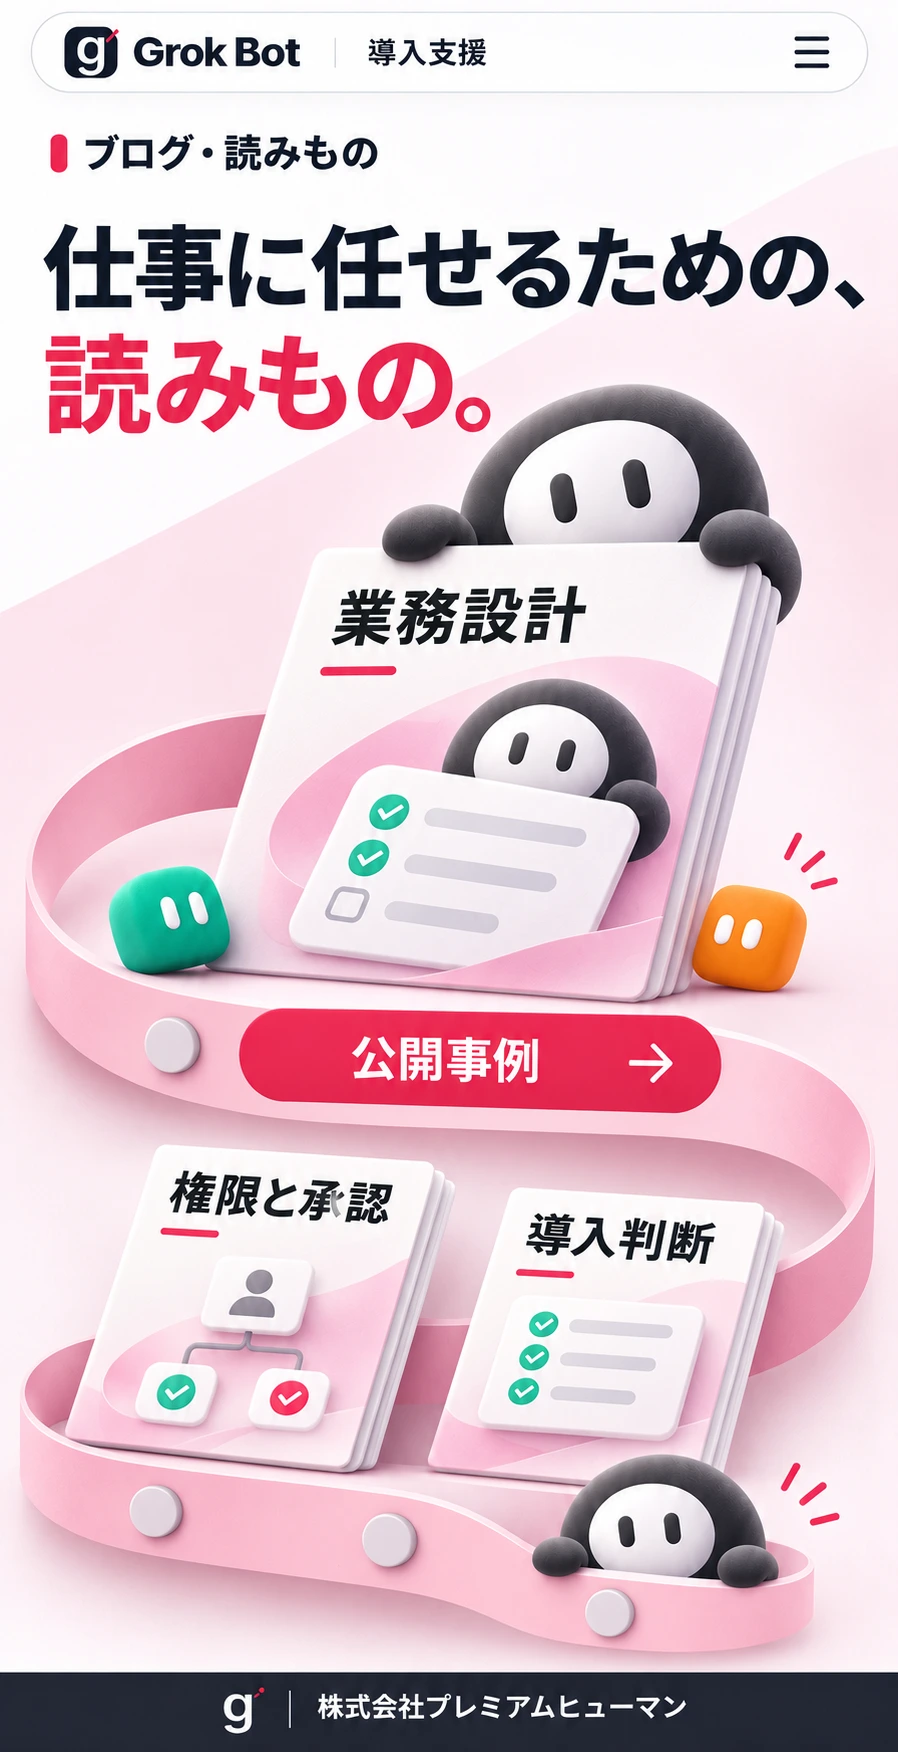 g Grok Bot 導入支援
ブログ・読みもの
仕事に任せるための、
読みもの。
業務設計
公開事例 →
権限と承認
導入判断
g 株式会社プレミアムヒューマン